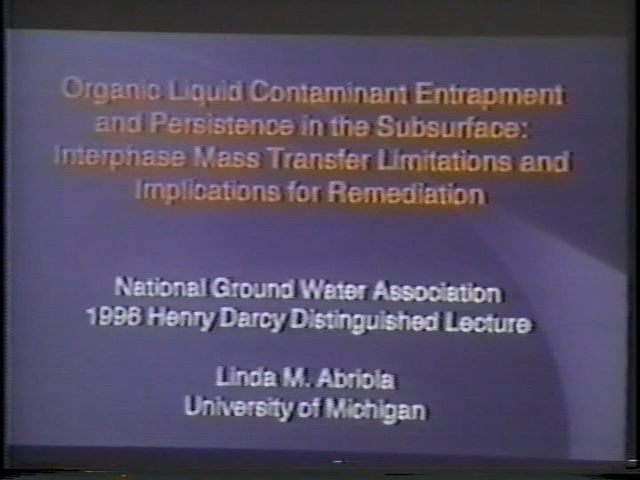 Organic Liquid Contaminant Entrapment
and Persistence in the Subsurface:
Interphase Mass Transfer Limitations and
Implications for Remediation
National Ground Water Association
1996 Henry Darcy Distinguished Lecture
Linda M. Abriola
University of Michigan